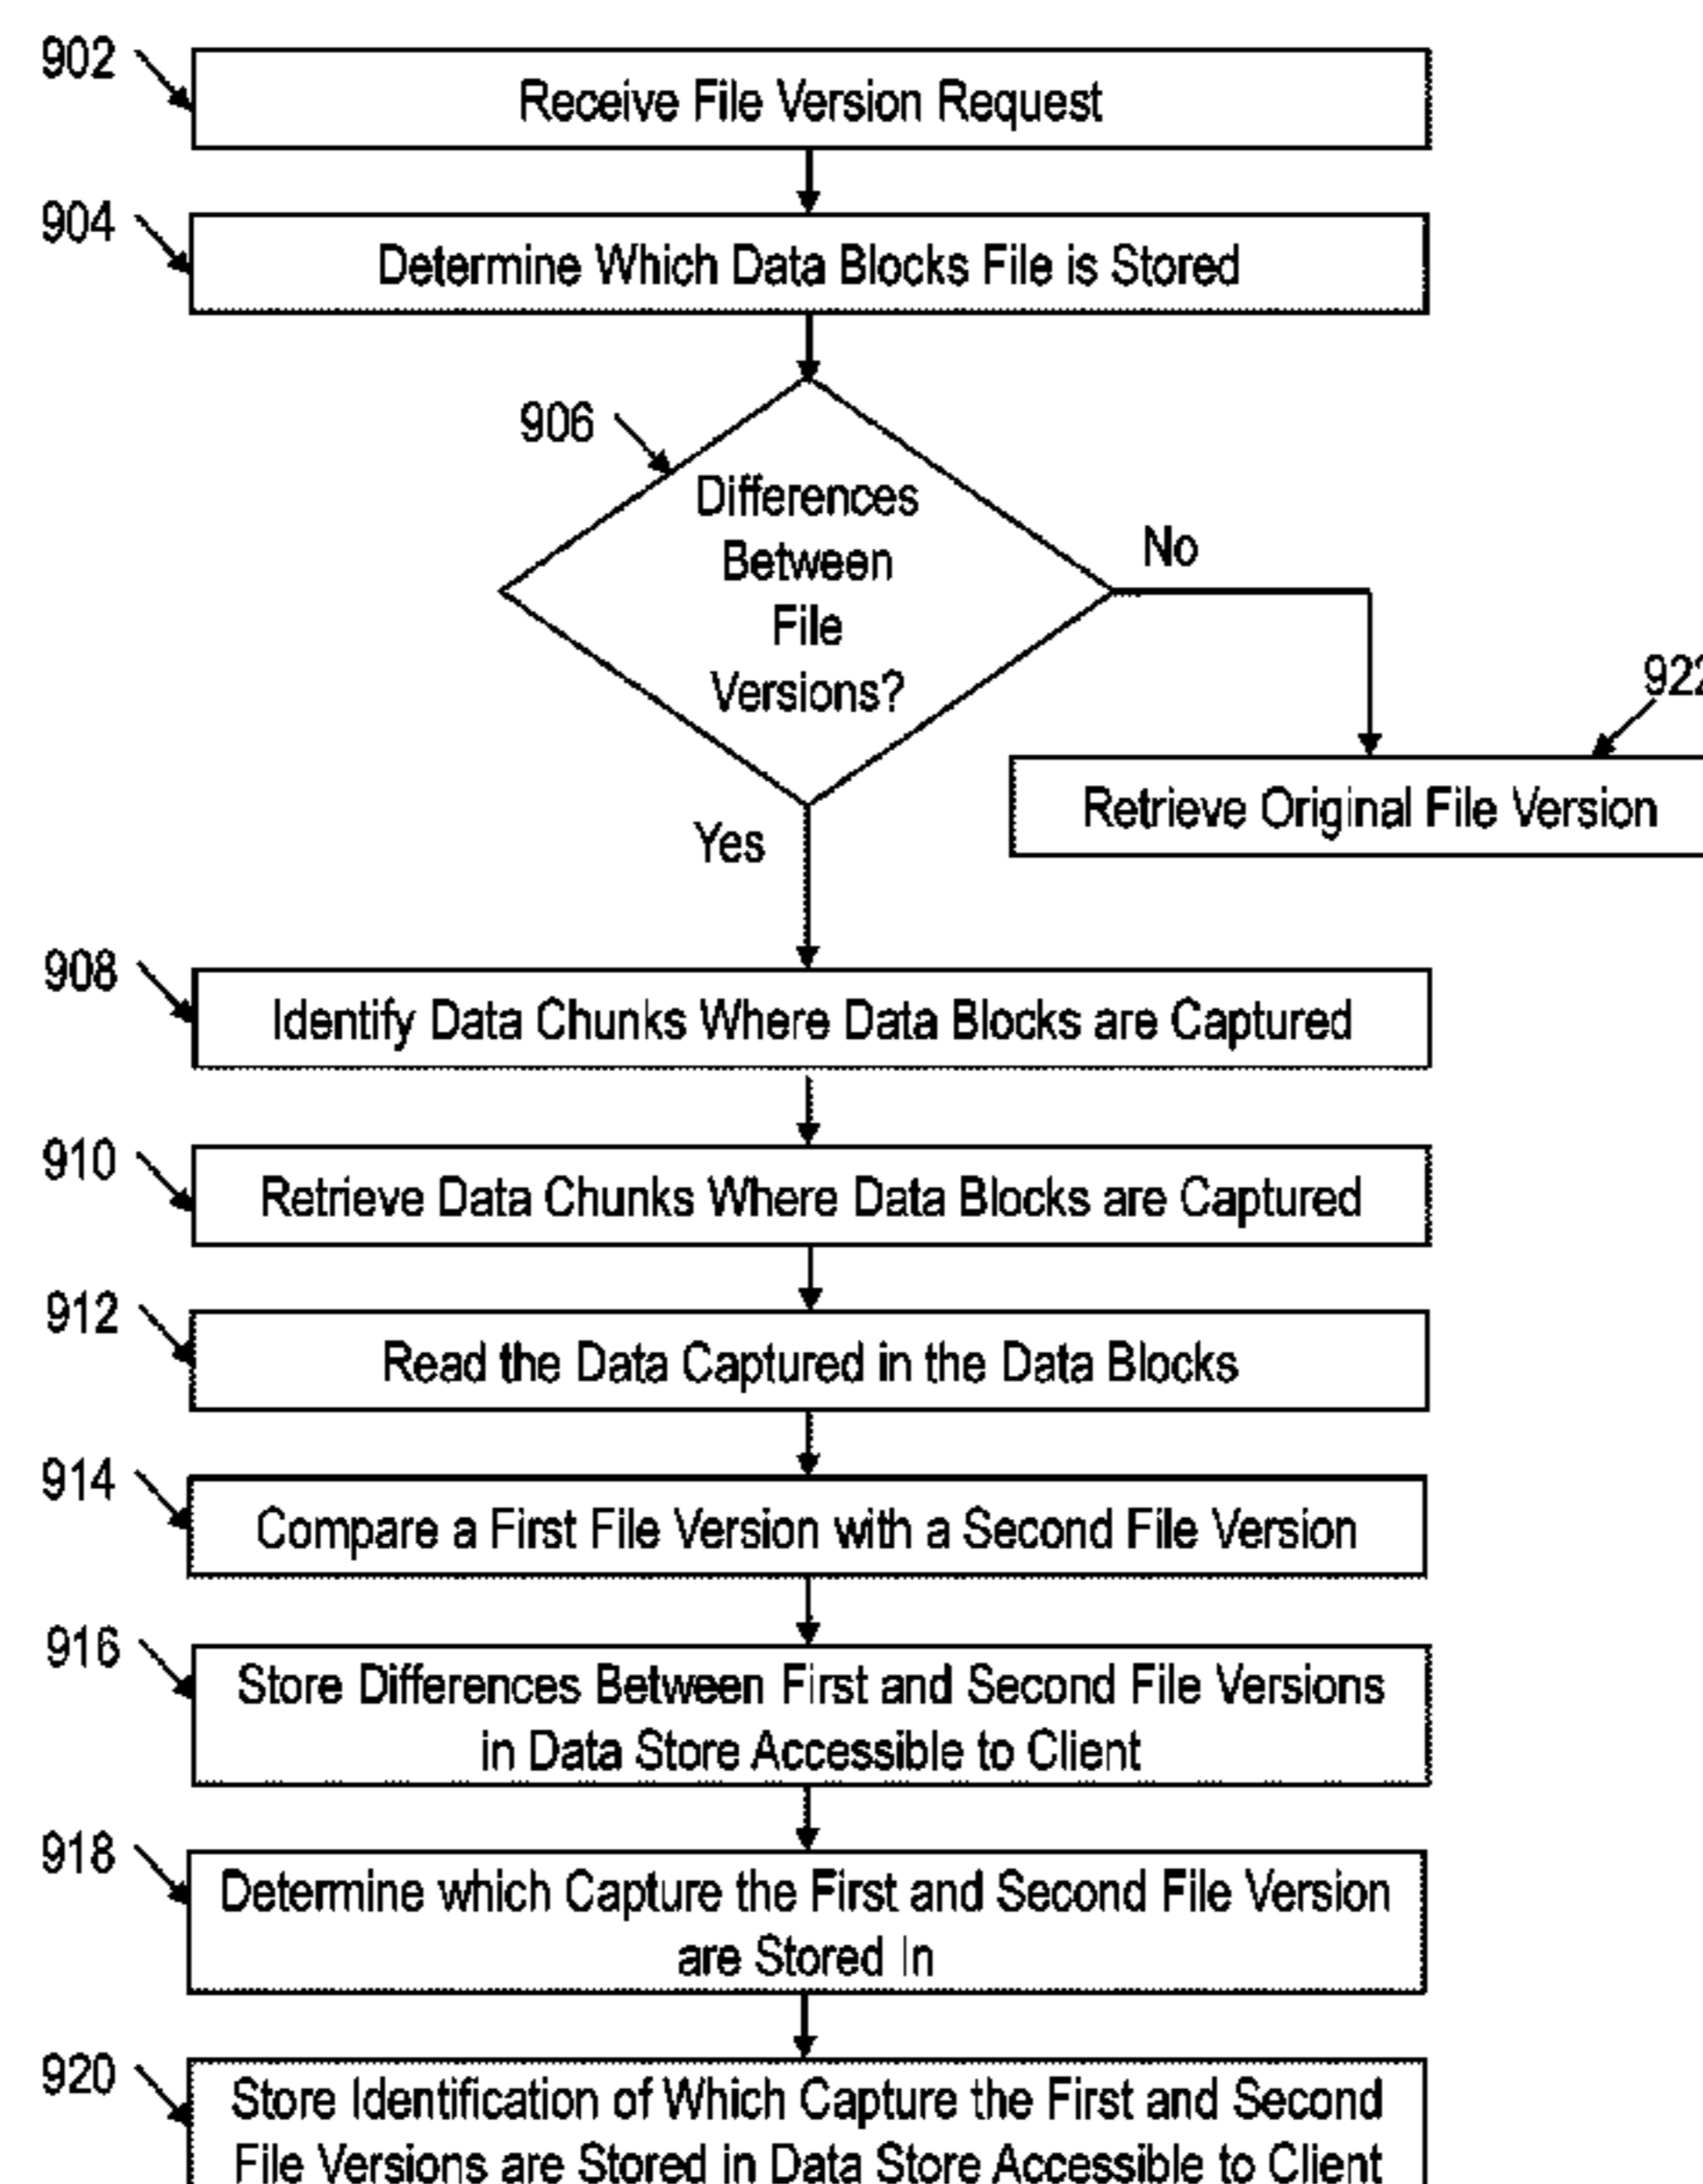 902
Receive File Version Request
904
Determine Which Data Blocks File is Stored
906
Differences
Between
File
Versions?
No
922
Retrieve Original File Version
Yes
908
Identify Data Chunks Where Data Blocks are Captured
910
Retrieve Data Chunks Where Data Blocks are Captured
912
Read the Data Captured in the Data Blocks
914
Compare a First File Version with a Second File Version
916
Store Differences Between First and Second File Versions
in Data Store Accessible to Client
918
Determine which Capture the First and Second File Version
are Stored In
920
Store Identification of Which Capture the First and Second
File Versions are Stored in Data Store Accessible to Client